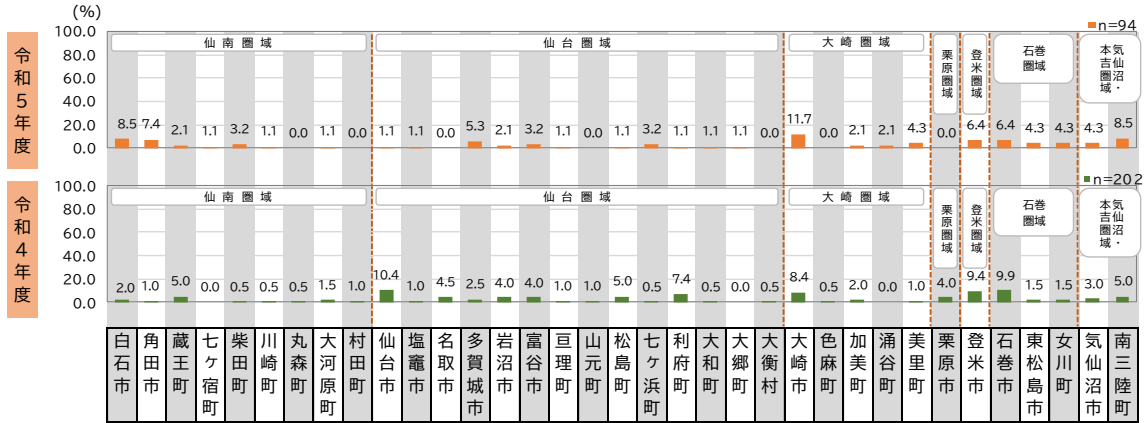 (%)
n=94
令和5年度
100.0
80.0
60.0
40.0
20.0
0.0
仙南圏域
仙台圏域
大崎圏域
栗原圏域
登米圏域
石巻圏域
気仙沼・本吉圏域
8.5 7.4 2.1 1.1 3.2 1.1 0.0 1.1 0.0 1.1 1.1 0.0 5.3 2.1 3.2 1.1 0.0 1.1 3.2 1.1 1.1 1.1 0.0 11.7 0.0 2.1 2.1 4.3 0.0 6.4 6.4 4.3 4.3 4.3 8.5
n=202
令和4年度
100.0
80.0
60.0
40.0
20.0
0.0
仙南圏域
仙台圏域
大崎圏域
栗原圏域
登米圏域
石巻圏域
気仙沼・本吉圏域
2.0 1.0 5.0 0.0 0.5 0.5 0.5 1.5 1.0 10.4 1.0 4.5 2.5 4.0 4.0 1.0 1.0 5.0 0.5 7.4 0.5 0.0 0.5 8.4 0.5 2.0 0.0 1.0 4.0 9.4 9.9 1.5 1.5 3.0 5.0
白石市
角田市
蔵王町
七ヶ宿町
柴田町
川崎町
丸森町
大河原町
村田町
仙台市
塩竈市
名取市
多賀城市
岩沼市
富谷市
亘理町
山元町
松島町
七ヶ浜町
利府町
大和町
大郷町
大衡村
大崎市
色麻町
加美町
涌谷町
美里町
栗原市
登米市
石巻市
東松島市
女川町
気仙沼市
南三陸町